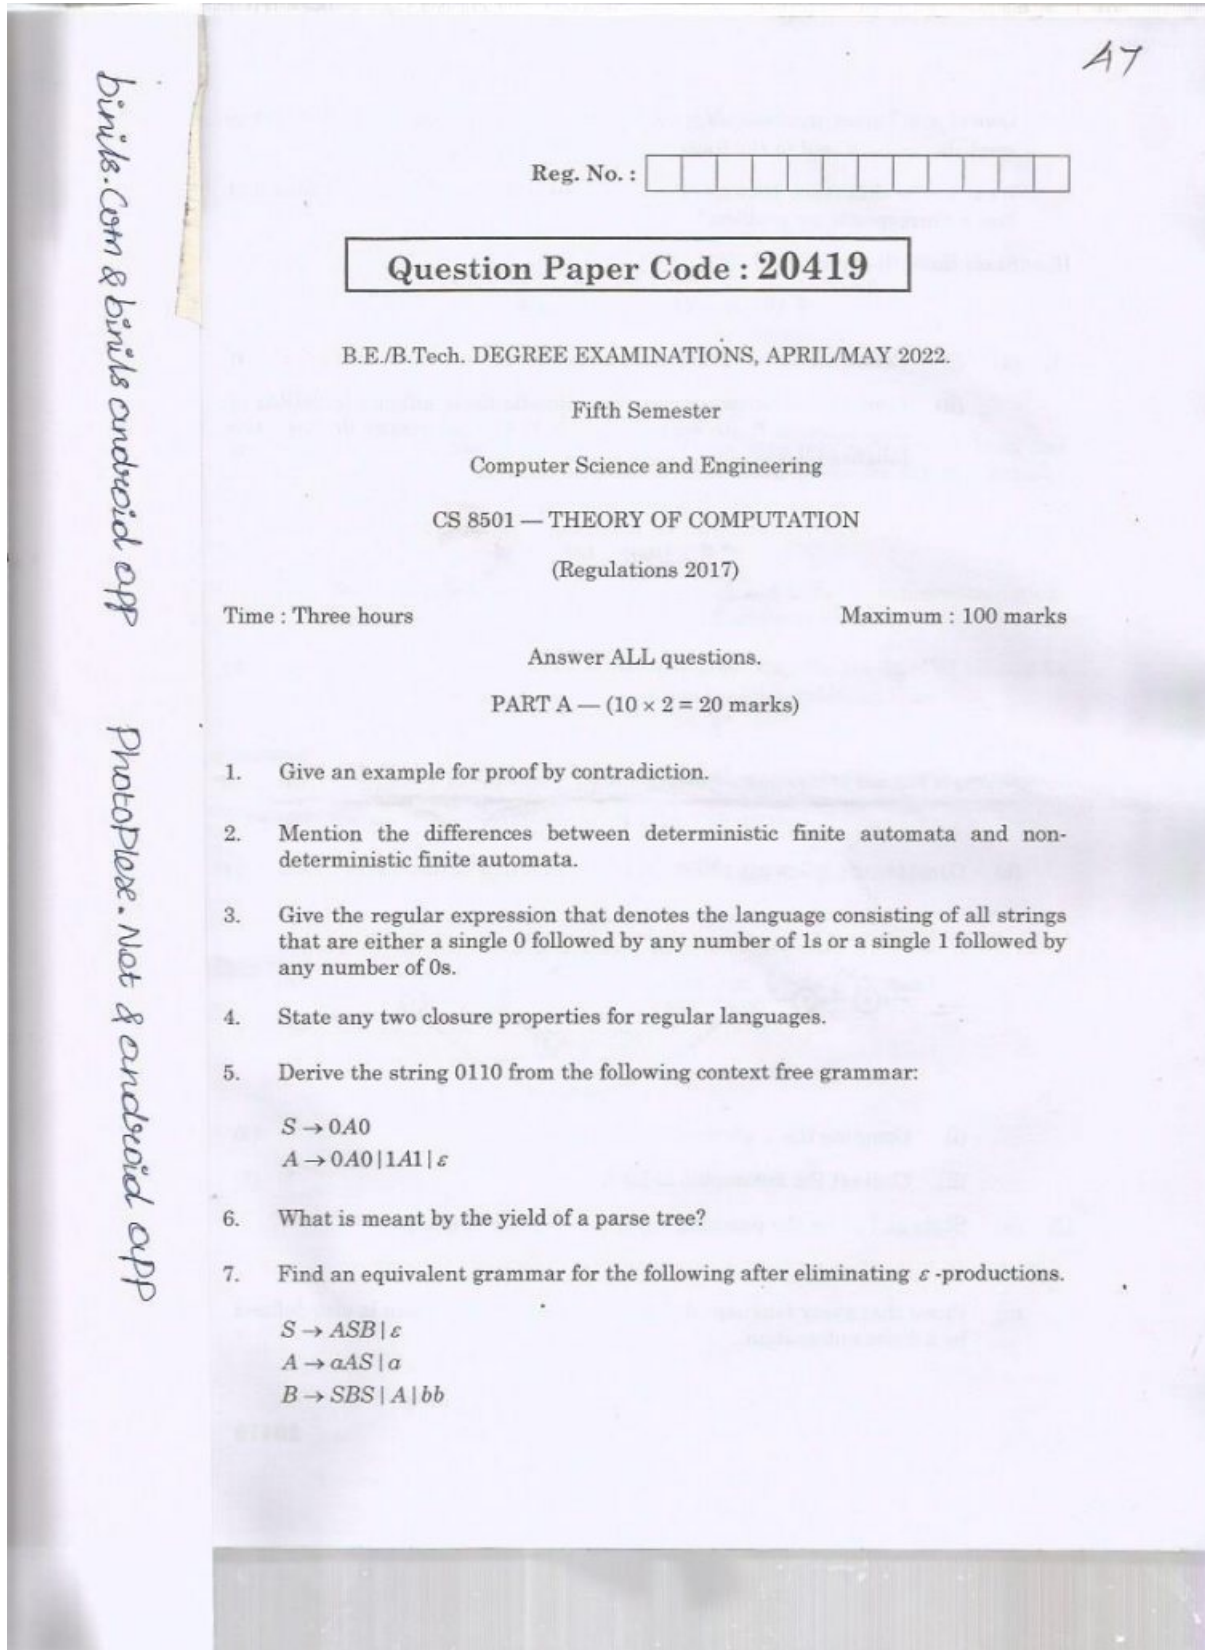 A7
Reg. No. :
Question Paper Code : 20419
B.E./B.Tech. DEGREE EXAMINATIONS, APRIL/MAY 2022.
Fifth Semester
Computer Science and Engineering
CS 8501 — THEORY OF COMPUTATION
(Regulations 2017)
Time : Three hours Maximum : 100 marks
Answer ALL questions.
PART A — (10 × 2 = 20 marks)
1. Give an example for proof by contradiction.
2. Mention the differences between deterministic finite automata and non-
deterministic finite automata.
3. Give the regular expression that denotes the language consisting of all strings
that are either a single 0 followed by any number of 1s or a single 1 followed by
any number of 0s.
4. State any two closure properties for regular languages.
5. Derive the string 0110 from the following context free grammar:
S → 0A0
A → 0A0 | 1A1 | ε
6. What is meant by the yield of a parse tree?
7. Find an equivalent grammar for the following after eliminating ε -productions.
S → ASB | ε
A → aAS | a
B → SBS | A | bb
binils.com & binils android app
PhotoPlex.Net & android app